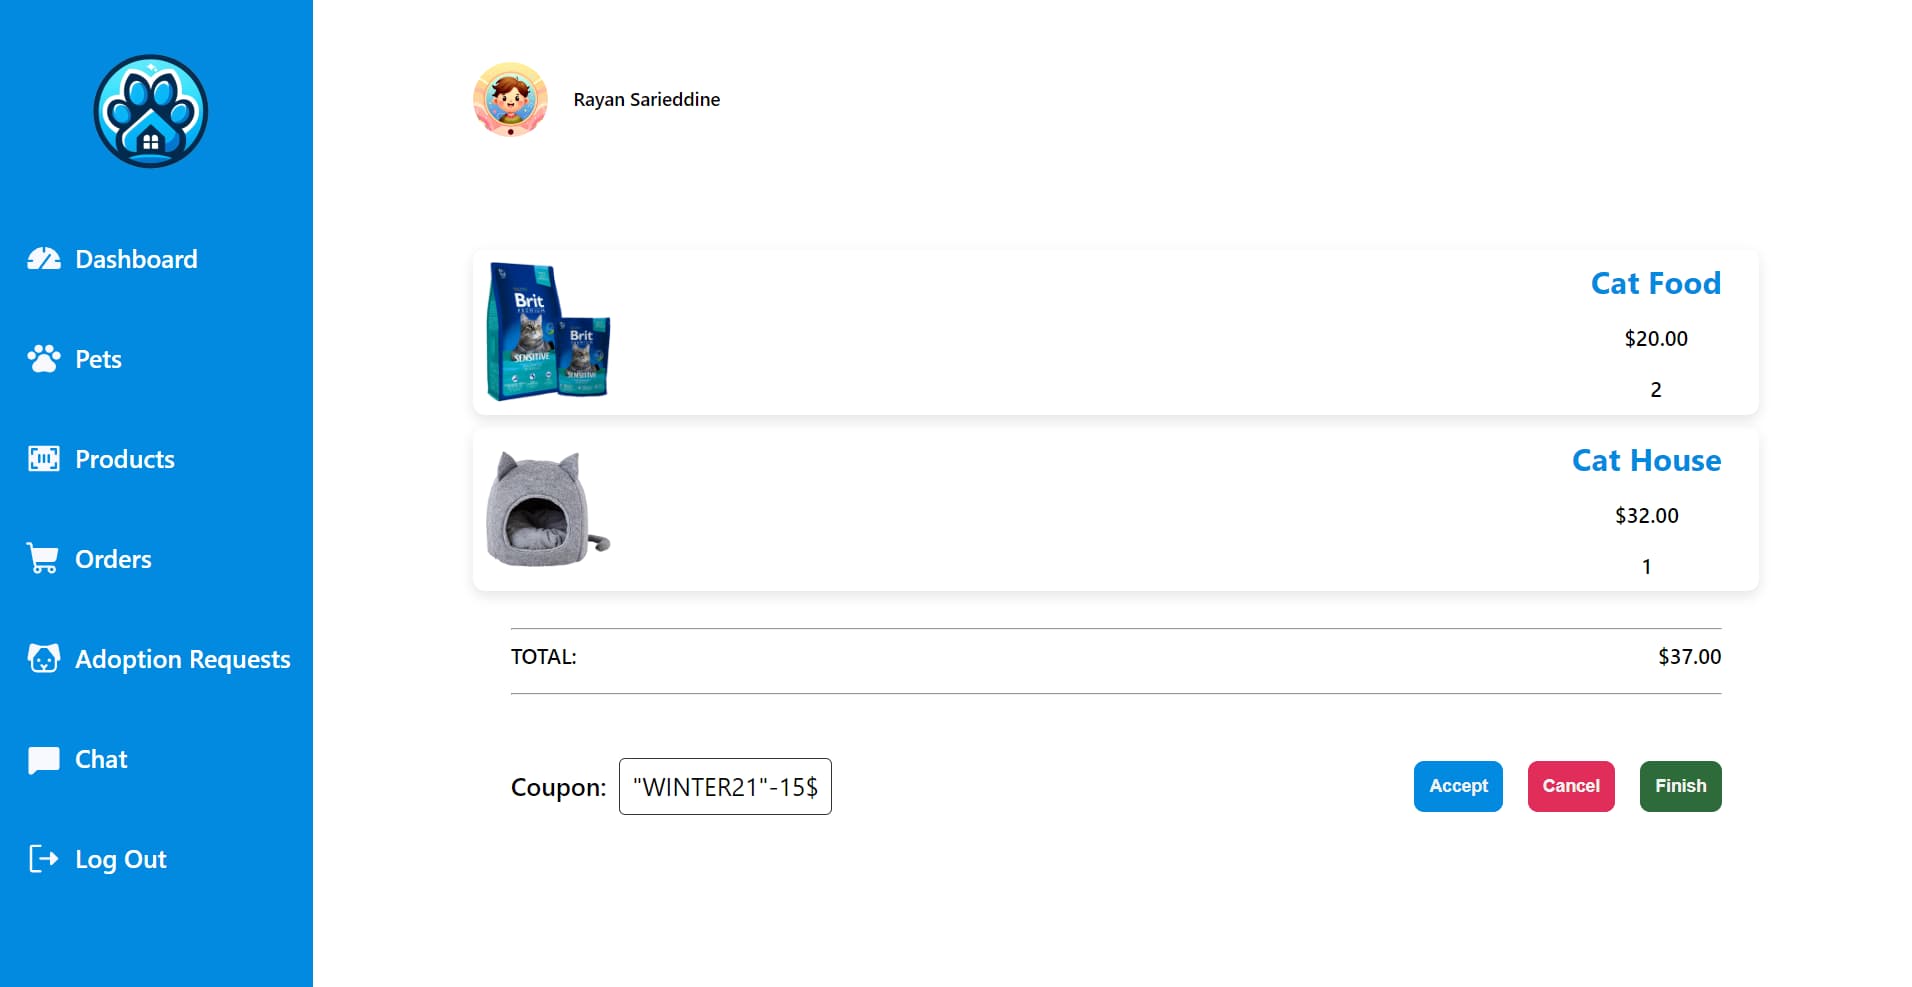 Rayan Sarieddine
Dashboard
Pets
Products
Orders
Adoption Requests
Chat
Log Out
Brit
PREMIUM
SENSITIVE
Brit
SENSITIVE
Cat Food
$20.00
2
Cat House
$32.00
1
TOTAL: $37.00
Coupon: "WINTER21"-15$
Accept Cancel Finish